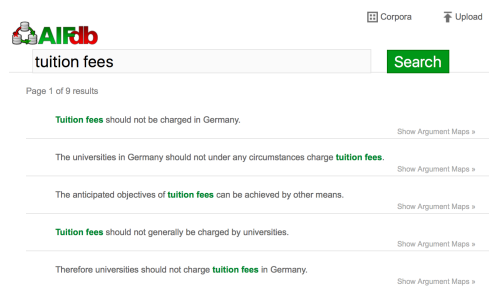 Corpora
Upload
AIFdb
tuition fees
Search
Page 1 of 9 results
Tuition fees should not be charged in Germany.
Show Argument Maps »
The universities in Germany should not under any circumstances charge tuition fees.
Show Argument Maps »
The anticipated objectives of tuition fees can be achieved by other means.
Show Argument Maps »
Tuition fees should not generally be charged by universities.
Show Argument Maps »
Therefore universities should not charge tuition fees in Germany.
Show Argument Maps »